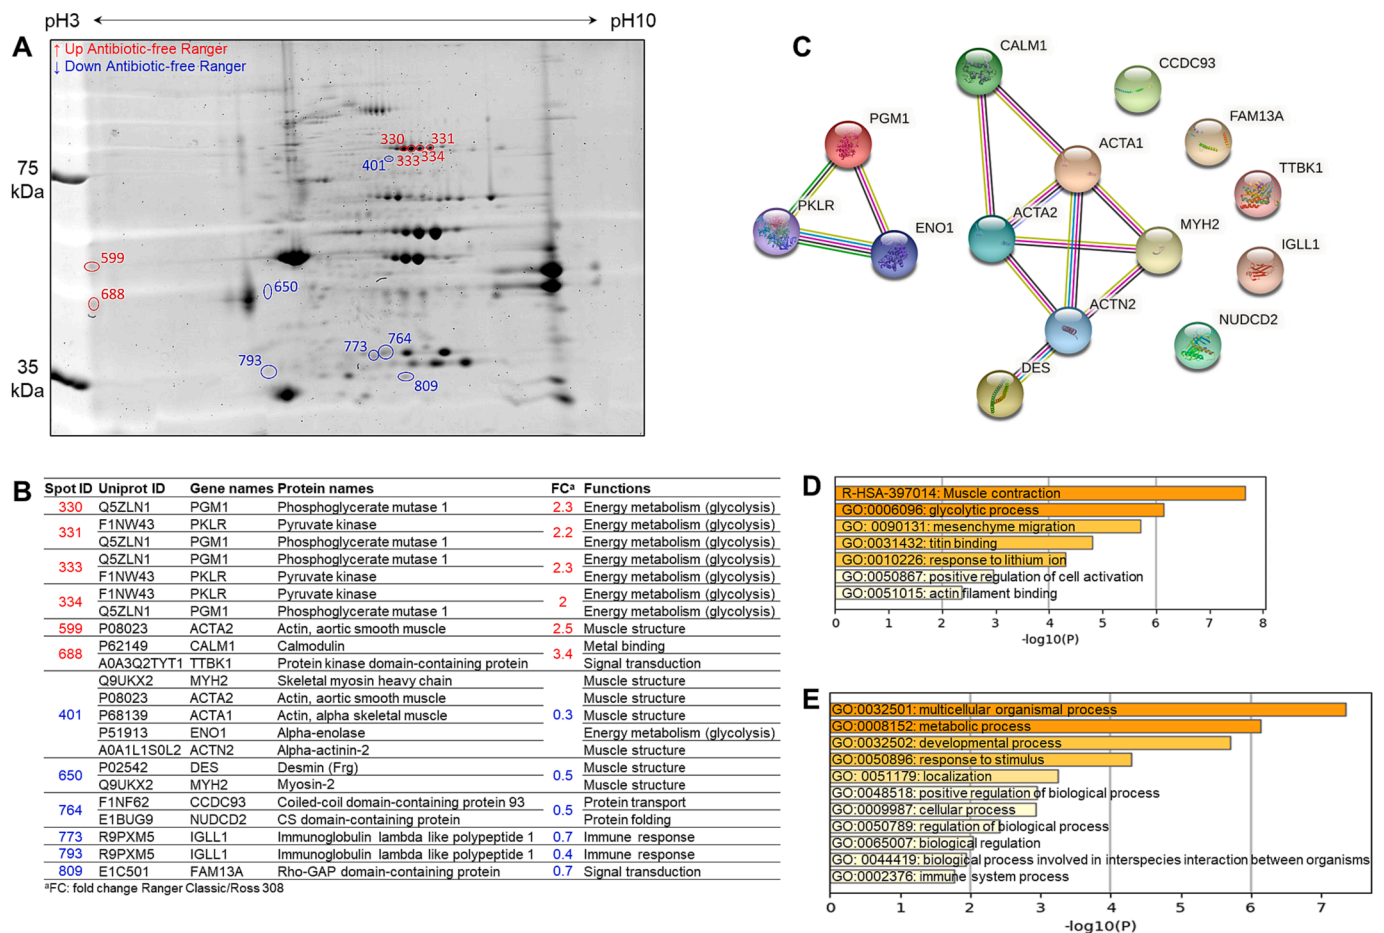 pH3 pH10
A
↑ Up Antibiotic-free Ranger
↓ Down Antibiotic-free Ranger
330 331
333 334
401
75
kDa
599
688
650
773 764
793
809
35
kDa
C
CALM1
CCDC93
PGM1
FAM13A
ACTA1
TTBK1
PKLR
ACTA2
MYH2
ENO1
IGLL1
ACTN2
NUDCD2
DES
B
Spot ID Uniprot ID Gene names Protein names FCa Functions
330 Q5ZLN1 PGM1 Phosphoglycerate mutase 1 2.3 Energy metabolism (glycolysis)
331 F1NW43 PKLR Pyruvate kinase 2.2 Energy metabolism (glycolysis)
Q5ZLN1 PGM1 Phosphoglycerate mutase 1 Energy metabolism (glycolysis)
333 Q5ZLN1 PGM1 Phosphoglycerate mutase 1 2.3 Energy metabolism (glycolysis)
F1NW43 PKLR Pyruvate kinase Energy metabolism (glycolysis)
334 F1NW43 PKLR Pyruvate kinase 2 Energy metabolism (glycolysis)
Q5ZLN1 PGM1 Phosphoglycerate mutase 1 Energy metabolism (glycolysis)
599 P08023 ACTA2 Actin, aortic smooth muscle 2.5 Muscle structure
688 P62149 CALM1 Calmodulin 3.4 Metal binding
A0A3Q2TYT1 TTBK1 Protein kinase domain-containing protein Signal transduction
Q9UKX2 MYH2 Skeletal myosin heavy chain Muscle structure
P08023 ACTA2 Actin, aortic smooth muscle Muscle structure
401 P68139 ACTA1 Actin, alpha skeletal muscle 0.3 Muscle structure
P51913 ENO1 Alpha-enolase Energy metabolism (glycolysis)
A0A1L1S0L2 ACTN2 Alpha-actinin-2 Muscle structure
650 P02542 DES Desmin (Frg) 0.5 Muscle structure
Q9UKX2 MYH2 Myosin-2 Muscle structure
764 F1NF62 CCDC93 Coiled-coil domain-containing protein 93 0.5 Protein transport
E1BUG9 NUDCD2 CS domain-containing protein Protein folding
773 R9PXM5 IGLL1 Immunoglobulin lambda like polypeptide 1 0.7 Immune response
793 R9PXM5 IGLL1 Immunoglobulin lambda like polypeptide 1 0.4 Immune response
809 E1C501 FAM13A Rho-GAP domain-containing protein 0.7 Signal transduction
aFC: fold change Ranger Classic/Ross 308
D
R-HSA-397014: Muscle contraction
GO:0006096: glycolytic process
GO: 0090131: mesenchyme migration
GO:0031432: titin binding
GO:0010226: response to lithium ion
GO:0050867: positive regulation of cell activation
GO:0051015: actin filament binding
0 1 2 3 4 5 6 7 8
-log10(P)
E
GO:0032501: multicellular organismal process
GO:0008152: metabolic process
GO:0032502: developmental process
GO:0050896: response to stimulus
GO: 0051179: localization
GO:0048518: positive regulation of biological process
GO:0009987: cellular process
GO:0050789: regulation of biological process
GO:0065007: biological regulation
GO: 0044419: biological process involved in interspecies interaction between organisms
GO:0002376: immune system process
0 1 2 3 4 5 6 7
-log10(P)